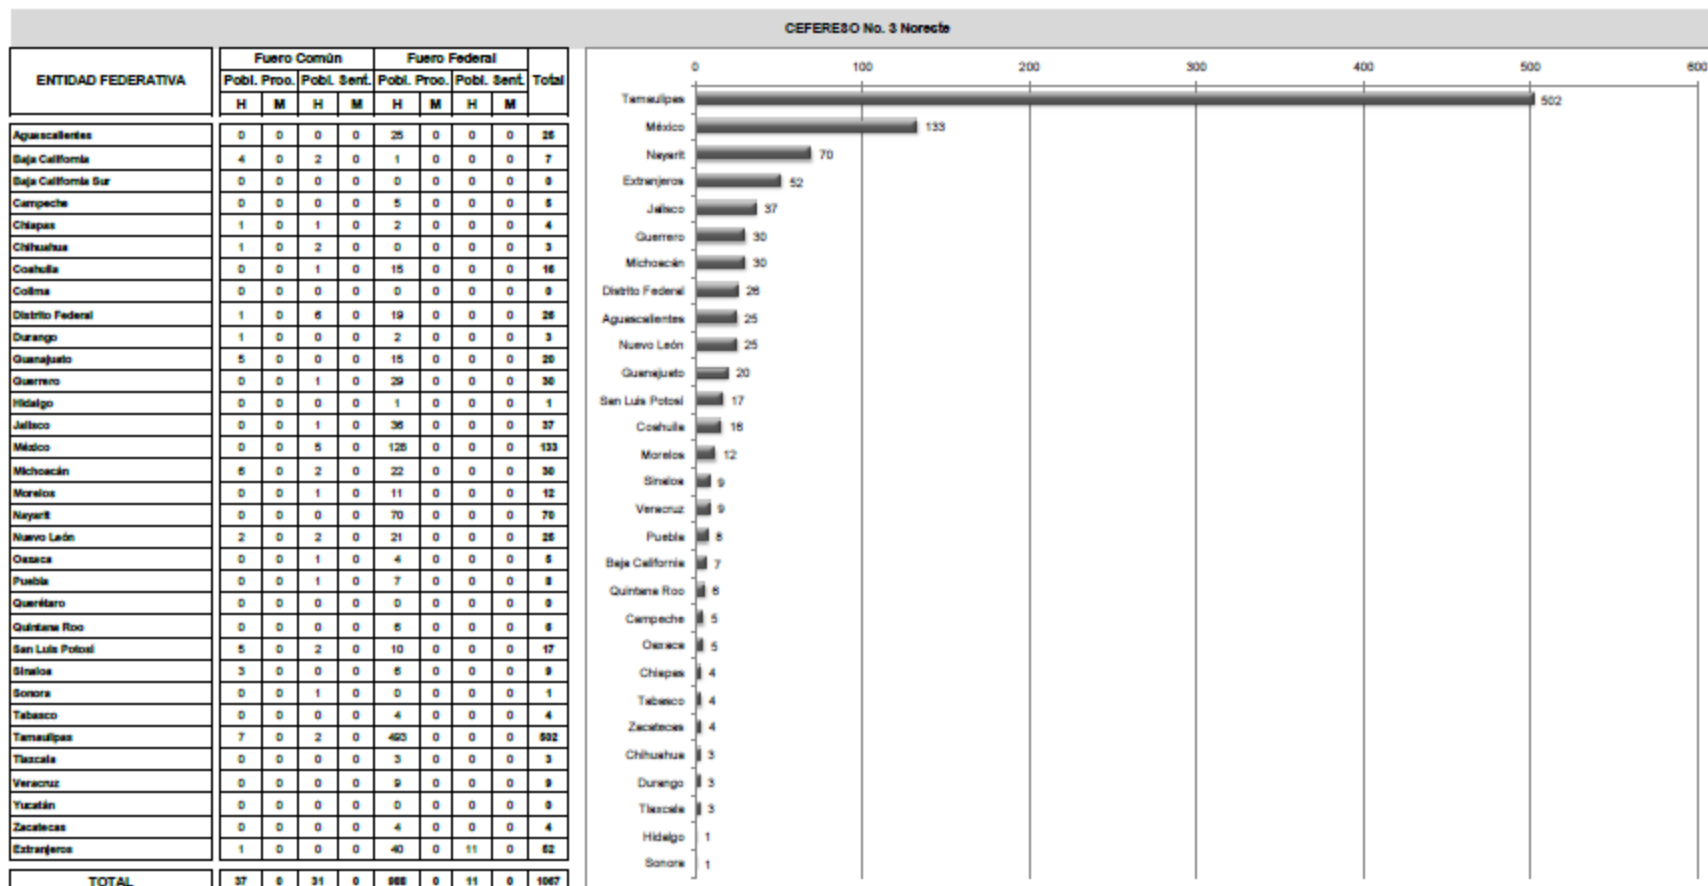 CEFERESO No. 3 Noreste
ENTIDAD FEDERATIVA Fuero Común Fuero Federal Total
Pobl. Proc. Pobl. Sent. Pobl. Proc. Pobl. Sent.
H M H M H M H M
Aguascalientes 0 0 0 0 25 0 0 0 25
Baja California 4 0 2 0 1 0 0 0 7
Baja California Sur 0 0 0 0 0 0 0 0 0
Campeche 0 0 0 0 5 0 0 0 5
Chiapas 1 0 1 0 2 0 0 0 4
Chihuahua 1 0 2 0 0 0 0 0 3
Coahuila 0 0 1 0 15 0 0 0 16
Colima 0 0 0 0 0 0 0 0 0
Distrito Federal 1 0 6 0 19 0 0 0 26
Durango 1 0 0 0 2 0 0 0 3
Guanajuato 5 0 0 0 15 0 0 0 20
Guerrero 0 0 1 0 29 0 0 0 30
Hidalgo 0 0 0 0 1 0 0 0 1
Jalisco 0 0 1 0 36 0 0 0 37
México 0 0 5 0 128 0 0 0 133
Michoacán 6 0 2 0 22 0 0 0 30
Morelos 0 0 1 0 11 0 0 0 12
Nayarit 0 0 0 0 70 0 0 0 70
Nuevo León 2 0 2 0 21 0 0 0 25
Oaxaca 0 0 1 0 4 0 0 0 5
Puebla 0 0 1 0 7 0 0 0 8
Querétaro 0 0 0 0 0 0 0 0 0
Quintana Roo 0 0 0 0 6 0 0 0 6
San Luis Potosí 5 0 2 0 10 0 0 0 17
Sinaloa 3 0 0 0 6 0 0 0 9
Sonora 0 0 1 0 0 0 0 0 1
Tabasco 0 0 0 0 4 0 0 0 4
Tamaulipas 7 0 2 0 493 0 0 0 502
Tlaxcala 0 0 0 0 3 0 0 0 3
Veracruz 0 0 0 0 9 0 0 0 9
Yucatán 0 0 0 0 0 0 0 0 0
Zacatecas 0 0 0 0 4 0 0 0 4
Extranjeros 1 0 0 0 40 0 11 0 52
TOTAL 37 0 31 0 988 0 11 0 1067
0 100 200 300 400 500 600
Tamaulipas 502
México 133
Nayarit 70
Extranjeros 52
Jalisco 37
Guerrero 30
Michoacán 30
Distrito Federal 26
Aguascalientes 25
Nuevo León 25
Guanajuato 20
San Luis Potosí 17
Coahuila 16
Morelos 12
Sinaloa 9
Veracruz 9
Puebla 8
Baja California 7
Quintana Roo 6
Campeche 5
Oaxaca 5
Chiapas 4
Tabasco 4
Zacatecas 4
Chihuahua 3
Durango 3
Tlaxcala 3
Hidalgo 1
Sonora 1